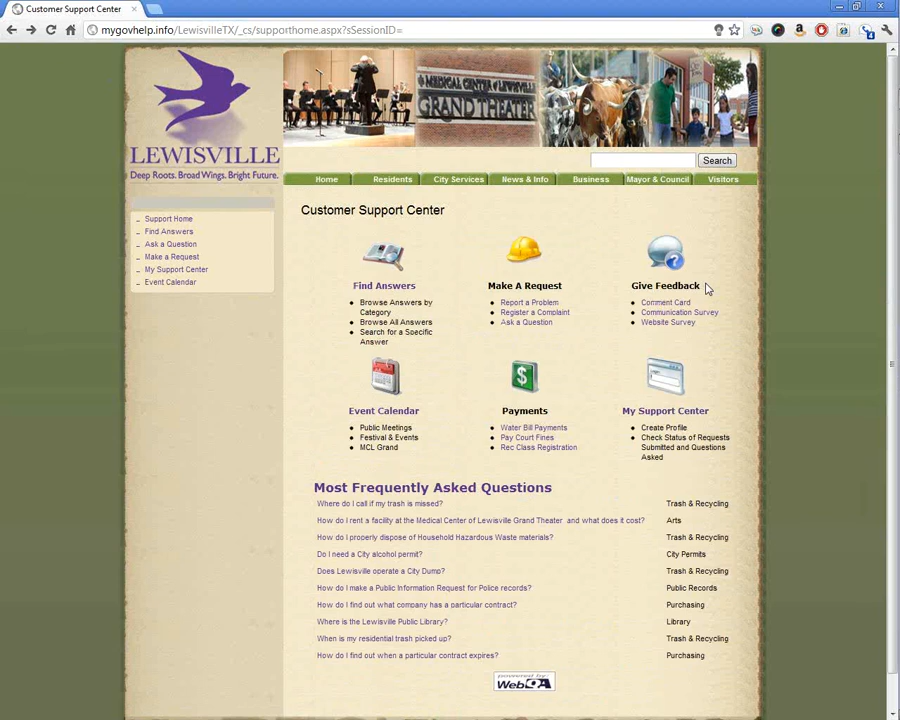 Customer Support Center
mygovhelp.info/LewisvilleTX/_cs/supporthome.aspx?sSessionID=
MEDICAL CENTER of LEWISVILLE
GRAND THEATER
LEWISVILLE
Deep Roots. Broad Wings. Bright Future.
Search
Home Residents City Services News & Info Business Mayor & Council Visitors
Support Home
Find Answers
Ask a Question
Make a Request
My Support Center
Event Calendar
Customer Support Center
Find Answers
Browse Answers by
Category
Browse All Answers
Search for a Specific
Answer
Make A Request
Report a Problem
Register a Complaint
Ask a Question
Give Feedback
Comment Card
Communication Survey
Website Survey
Event Calendar
Public Meetings
Festival & Events
MCL Grand
Payments
Water Bill Payments
Pay Court Fines
Rec Class Registration
My Support Center
Create Profile
Check Status of Requests
Submitted and Questions
Asked
Most Frequently Asked Questions
Where do I call if my trash is missed? Trash & Recycling
How do I rent a facility at the Medical Center of Lewisville Grand Theater and what does it cost? Arts
How do I properly dispose of Household Hazardous Waste materials? Trash & Recycling
Do I need a City alcohol permit? City Permits
Does Lewisville operate a City Dump? Trash & Recycling
How do I make a Public Information Request for Police records? Public Records
How do I find out what company has a particular contract? Purchasing
Where is the Lewisville Public Library? Library
When is my residential trash picked up? Trash & Recycling
How do I find out when a particular contract expires? Purchasing
powered by:
WebQA